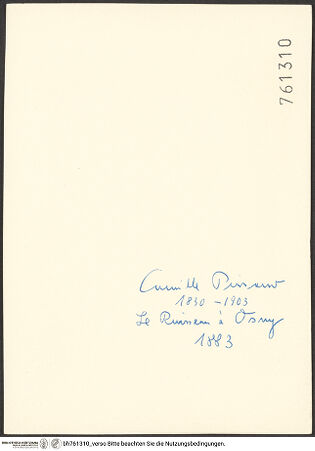 761310
Camille Pissarro
1830-1903
Le Ruisseau à Osny
1883
bh761310_verso Bitte beachten Sie die Nutzungsbedingungen.